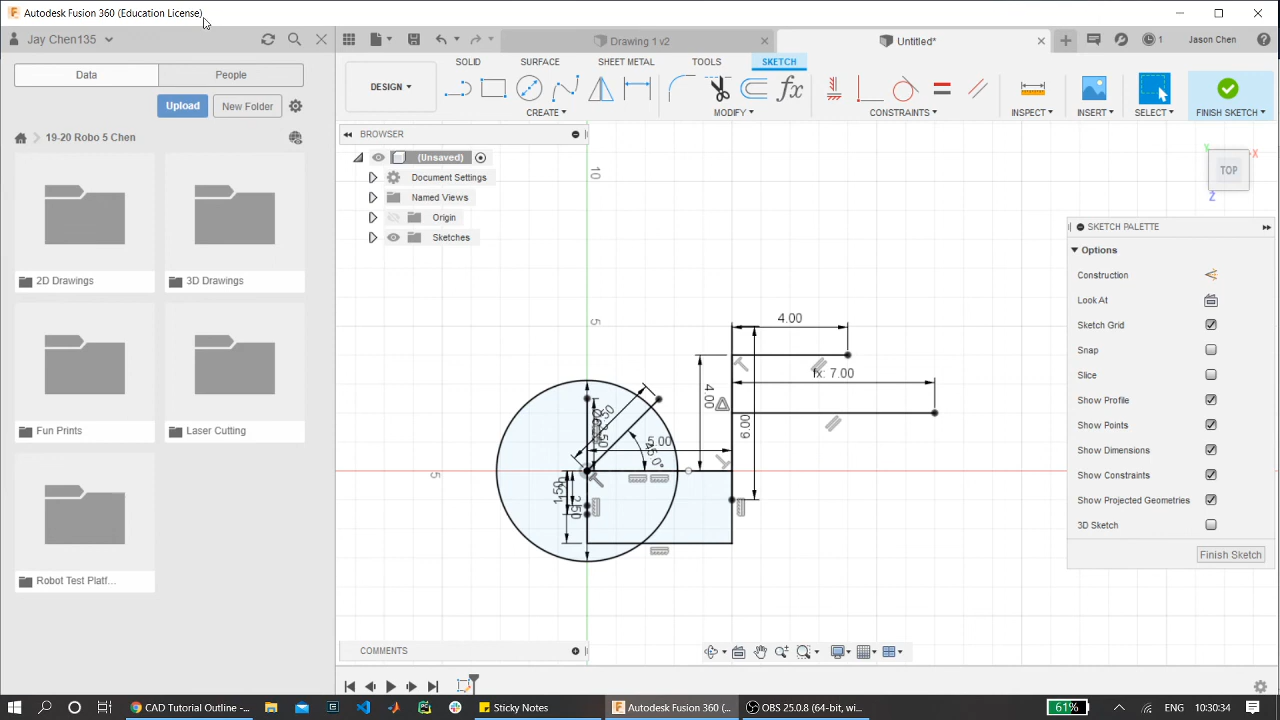 Autodesk Fusion 360 (Education License)
Jay Chen135
Drawing 1 v2
Untitled*
1
Jason Chen
Data
People
Upload
New Folder
19-20 Robo 5 Chen
2D Drawings
3D Drawings
Fun Prints
Laser Cutting
Robot Test Platf...
DESIGN
SOLID
SURFACE
SHEET METAL
TOOLS
SKETCH
CREATE
MODIFY
CONSTRAINTS
INSPECT
INSERT
SELECT
FINISH SKETCH
BROWSER
(Unsaved)
Document Settings
Named Views
Origin
Sketches
10
5
5
4.00
fx: 7.00
4.00
6.00
5.00
45.0°
TOP
X
Y
Z
SKETCH PALETTE
Options
Construction
Look At
Sketch Grid
Snap
Slice
Show Profile
Show Points
Show Dimensions
Show Constraints
Show Projected Geometries
3D Sketch
Finish Sketch
COMMENTS
CAD Tutorial Outline - ...
Sticky Notes
Autodesk Fusion 360 (...
OBS 25.0.8 (64-bit, wi...
61%
ENG
10:30:34